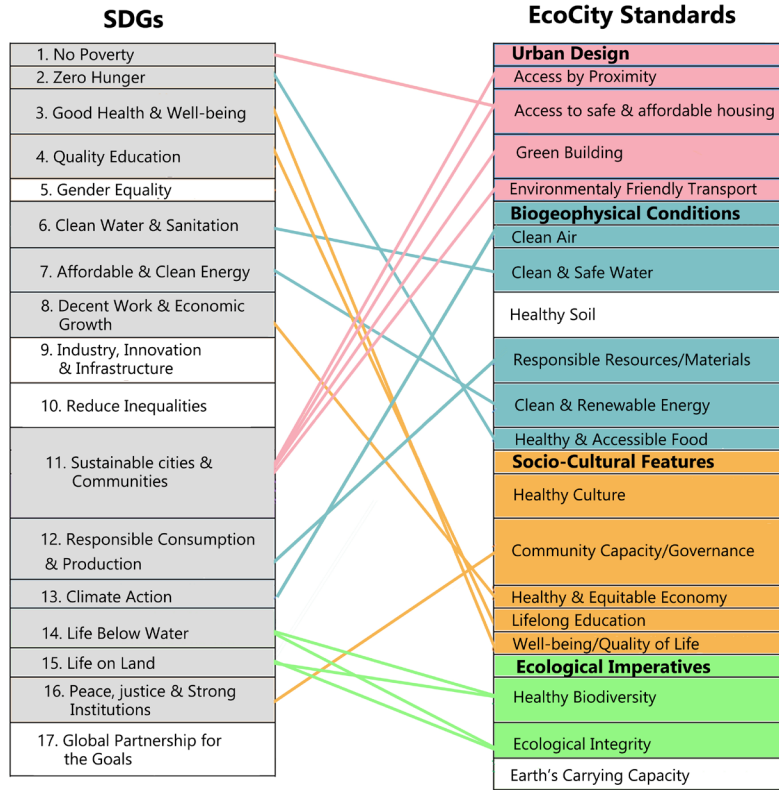 SDGs
1. No Poverty
2. Zero Hunger
3. Good Health & Well-being
4. Quality Education
5. Gender Equality
6. Clean Water & Sanitation
7. Affordable & Clean Energy
8. Decent Work & Economic
Growth
9. Industry, Innovation
& Infrastructure
10. Reduce Inequalities
11. Sustainable cities &
Communities
12. Responsible Consumption
& Production
13. Climate Action
14. Life Below Water
15. Life on Land
16. Peace, justice & Strong
Institutions
17. Global Partnership for
the Goals
EcoCity Standards
Urban Design
Access by Proximity
Access to safe & affordable housing
Green Building
Environmentaly Friendly Transport
Biogeophysical Conditions
Clean Air
Clean & Safe Water
Healthy Soil
Responsible Resources/Materials
Clean & Renewable Energy
Healthy & Accessible Food
Socio-Cultural Features
Healthy Culture
Community Capacity/Governance
Healthy & Equitable Economy
Lifelong Education
Well-being/Quality of Life
Ecological Imperatives
Healthy Biodiversity
Ecological Integrity
Earth's Carrying Capacity